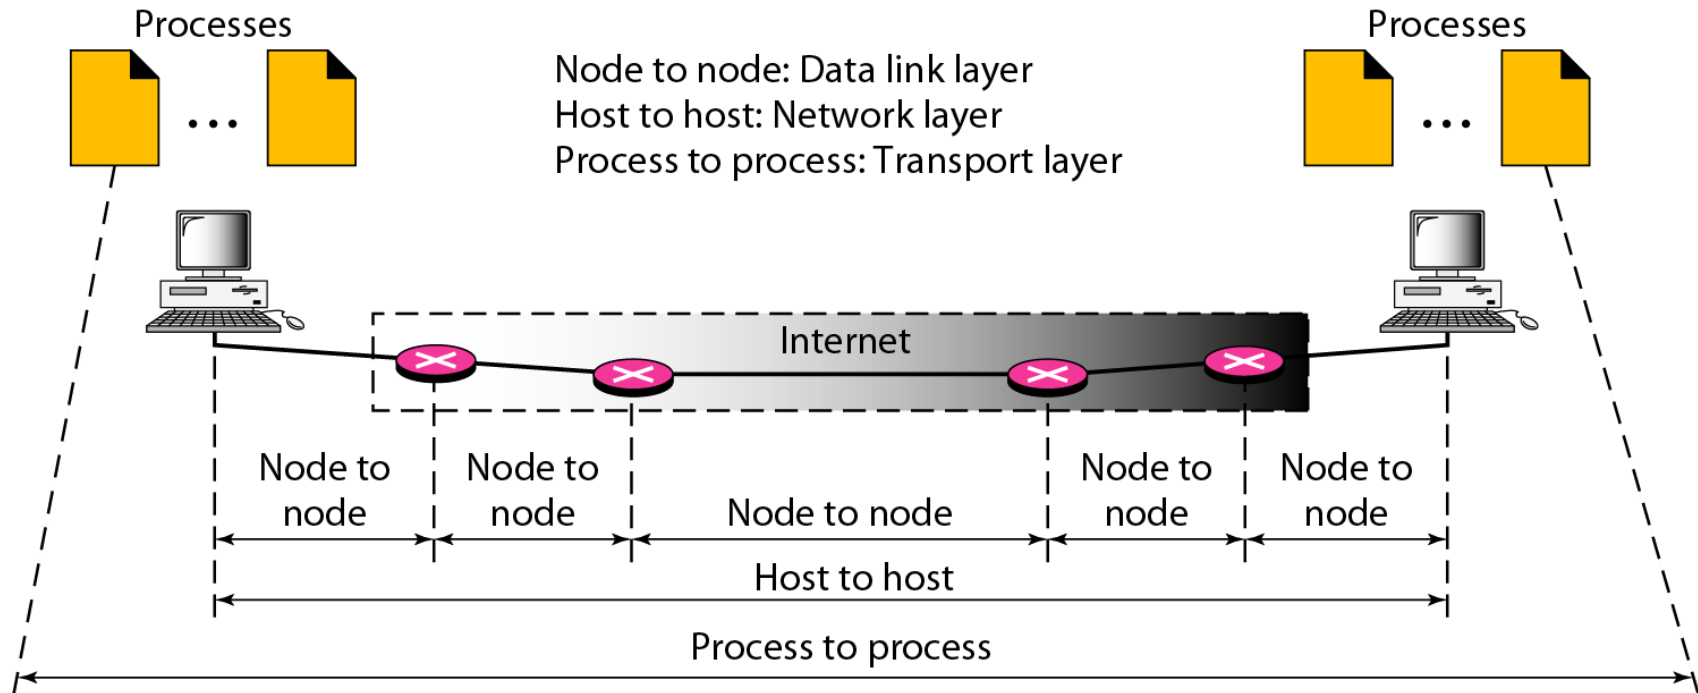 Processes
Processes
Node to node: Data link layer
Host to host: Network layer
Process to process: Transport layer
Internet
Node to
node
Node to
node
Node to node
Node to
node
Node to
node
Host to host
Process to process